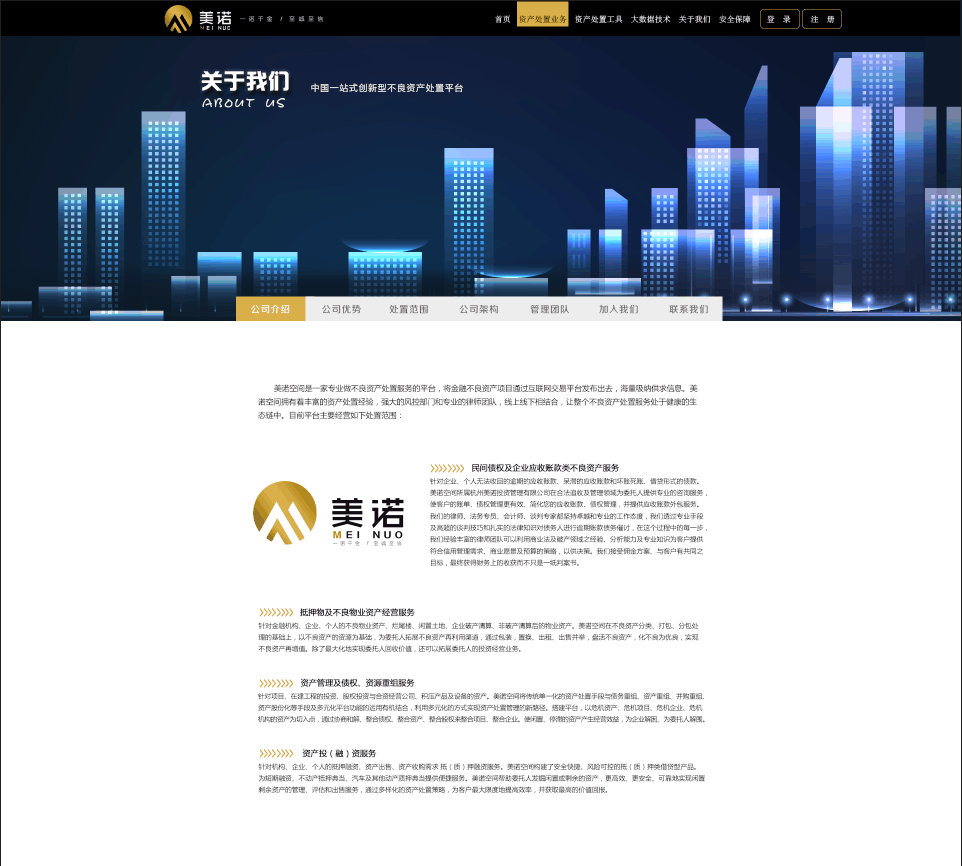 美诺
MEI NUO
一诺千金 / 至诚至信
首页 资产处置业务 资产处置工具 大数据技术 关于我们 安全保障 登 录 注 册
关于我们
ABOUT US
中国一站式创新型不良资产处置平台
公司介绍 公司优势 处置范围 公司架构 管理团队 加入我们 联系我们
美诺空间是一家专业做不良资产处置服务的平台，将金融不良资产项目通过互联网交易平台发布出去，海量吸纳供求信息。美
诺空间拥有着丰富的资产处置经验，强大的风控部门和专业的律师团队，线上线下相结合，让整个不良资产处置服务处于健康的生
态链中。目前平台主要经营如下处置范围：
美诺
MEI NUO
一诺千金 / 至诚至信
民间债权及企业应收账款类不良资产服务
针对企业、个人无法收回的逾期的应收账款、呆滞的应收账款和坏账死账、借贷形式的债款。
美诺空间所属杭州美诺投资管理有限公司在合法追收及管理领域为委托人提供专业的咨询服务，
使客户的账单、债权管理更有效、简化您的应收账款、债权管理，并提供应收账款外包服务。
我们的律师、法务专员、会计师、谈判专家都坚持卓越和专业的工作态度，我们透过专业手段
及高超的谈判技巧和扎实的法律知识对债务人进行逾期账款债务催讨，在这个过程中的每一步，
我们经验丰富的律师团队可以利用商业法及破产领域之经验、分析能力及专业知识为客户提供
符合信用管理需求、商业愿景及预算的策略，以供决策。我们接受佣金方案、与客户有共同之
目标，最终获得财务上的收获而不只是一纸判案书。
抵押物及不良物业资产经营服务
针对金融机构、企业、个人的不良物业资产、烂尾楼、闲置土地、企业破产清算、非破产清算后的物业资产。美诺空间在不良资产分类、打包、分包处
理的基础上，以不良资产的资源为基础，为委托人拓展不良资产再利用渠道，通过包装，置换、出租、出售并举，盘活不良资产，化不良为优良，实现
不良资产再增值。除了最大化地实现委托人回收价值，还可以拓展委托人的投资经营业务。
资产管理及债权、资源重组服务
针对项目、在建工程的投资、股权投资与合资经营公司、积压产品及设备的资产。美诺空间将传统单一化的资产处置手段与债务重组、资产重组、并购重组、
资产股份化等手段及多元化平台功能的运用有机结合，利用多元化的方式实现资产处置管理的新路径。搭建平台，以危机资产、危机项目、危机企业、危机
机构的资产为切入点，通过协商和解、整合债权、整合资产、整合股权来整合项目、整合企业。使闲置、停滞的资产产生经营效益，为企业解困、为委托人解围。
资产投（融）资服务
针对机构、企业、个人的抵押融资、资产出售、资产收购需求 抵（质）押融资服务。美诺空间构建了安全快捷、风险可控的抵（质）押类借贷型产品。
为短期融资、不动产抵押典当、汽车及其他动产质押典当提供便捷服务。美诺空间帮助委托人发掘闲置或剩余的资产，更高效、更安全、可靠地实现闲置
剩余资产的管理、评估和出售服务，通过多样化的资产处置策略，为客户最大限度地提高效率，并获取最高的价值回报。